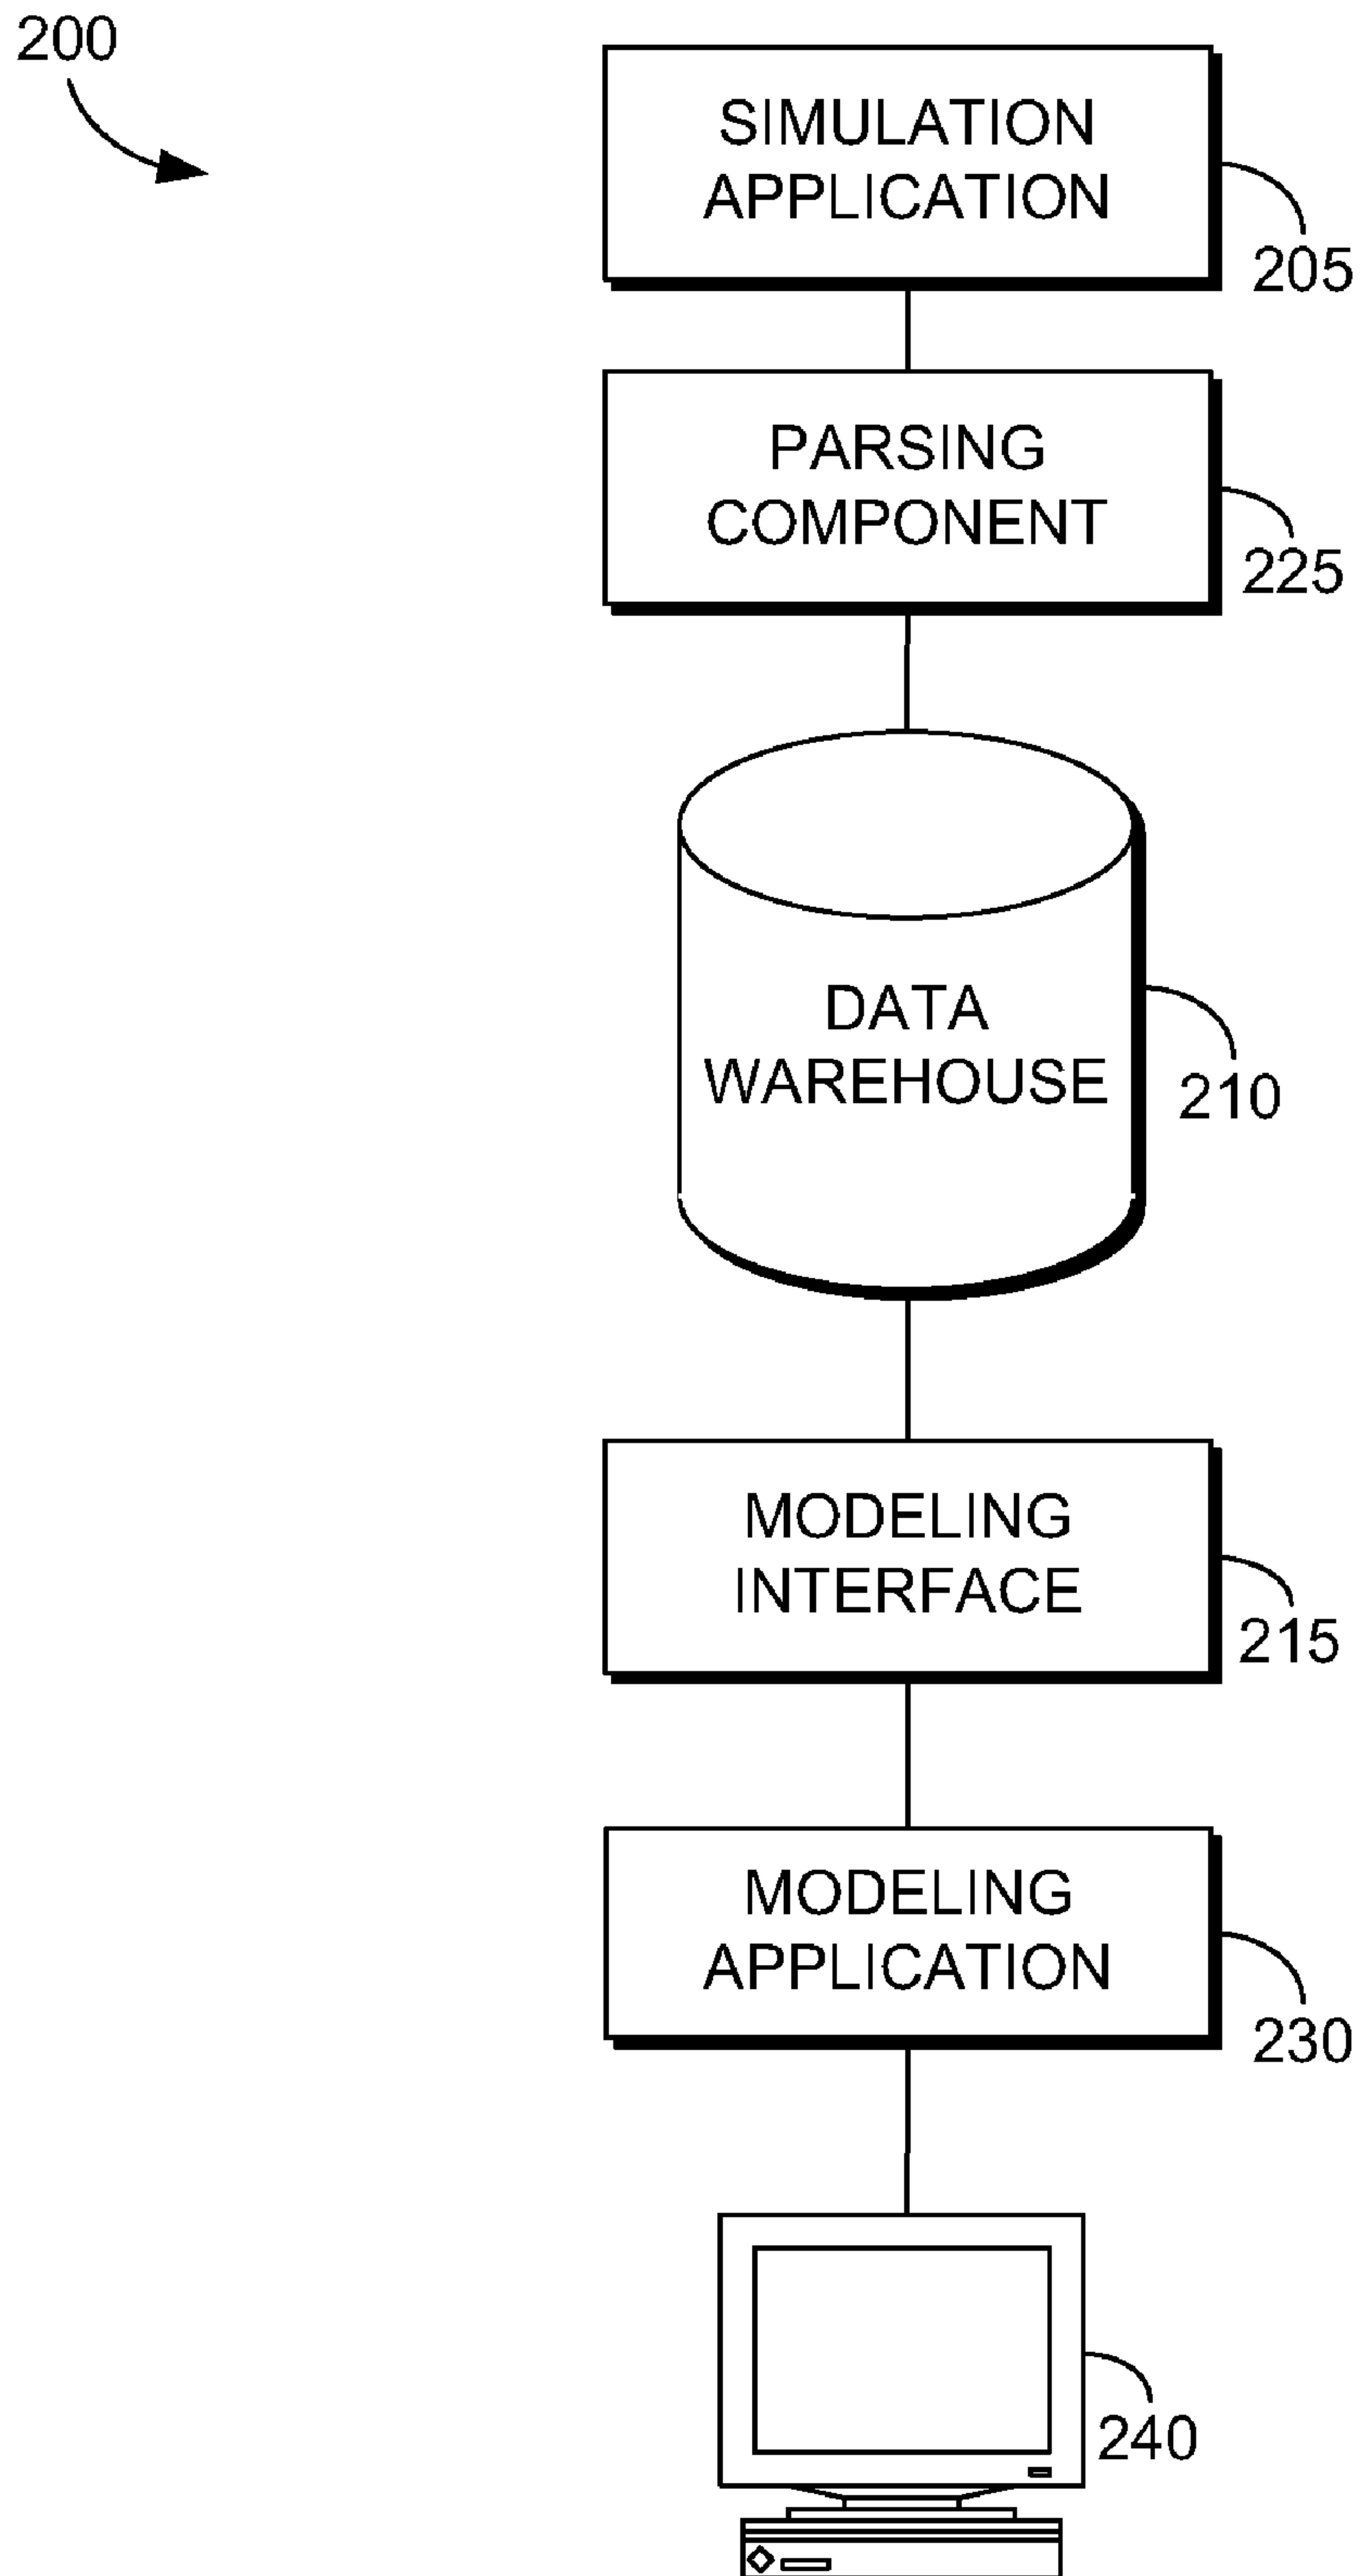 200
SIMULATION
APPLICATION
205
PARSING
COMPONENT
225
DATA
WAREHOUSE
210
MODELING
INTERFACE
215
MODELING
APPLICATION
230
240